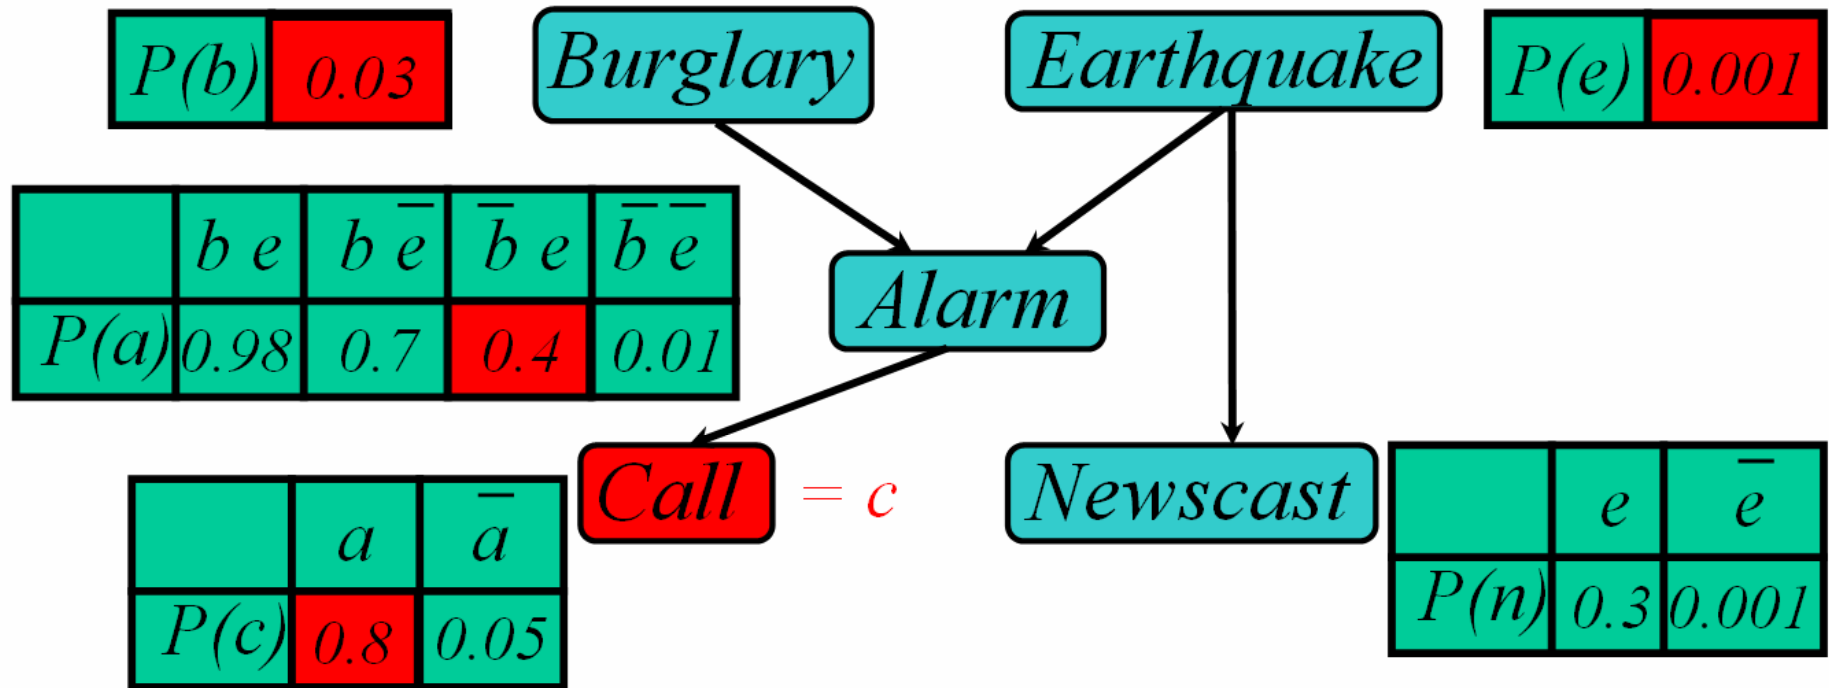 P(b) 0.03
Burglary
Earthquake
P(e) 0.001
b e b e̅ b̅ e b̅ e̅
P(a) 0.98 0.7 0.4 0.01
Alarm
Call = c
Newscast
a a̅
P(c) 0.8 0.05
e e̅
P(n) 0.3 0.001